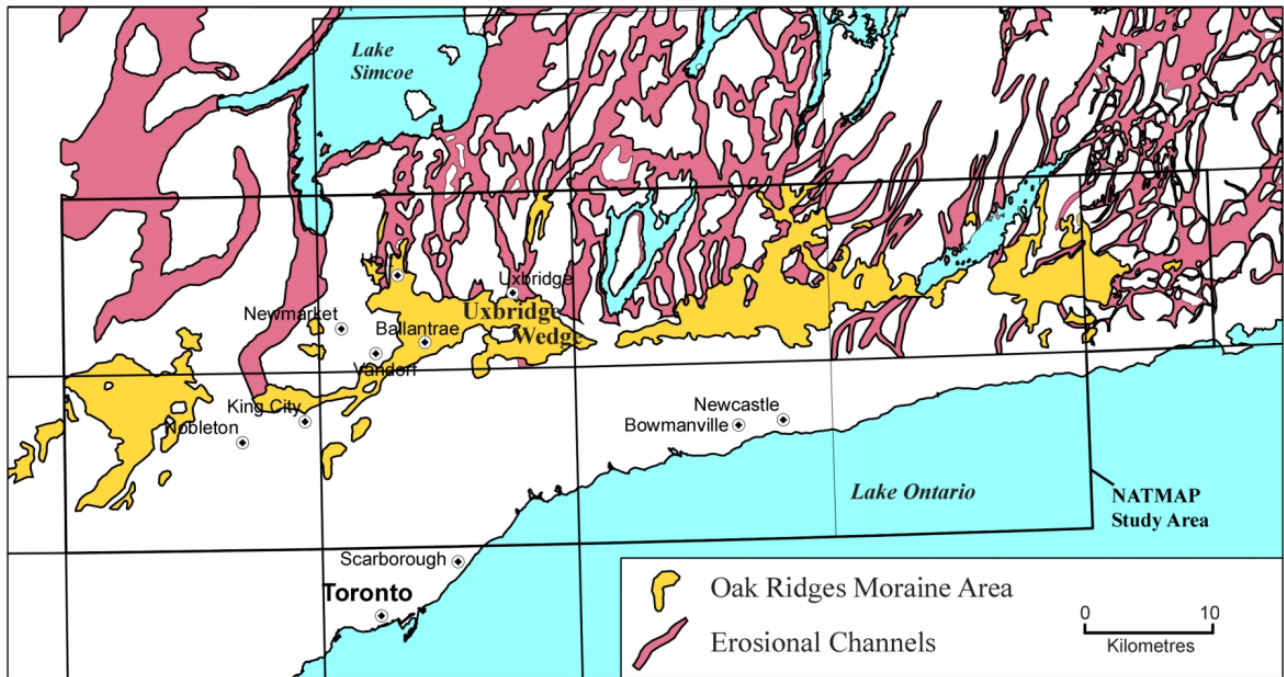 Lake
Simcoe
Holt
Uxbridge
Uxbridge
Wedge
Newmarket
Ballantrae
Vandorf
King City
Nobleton
Newcastle
Bowmanville
Lake Ontario
NATMAP
Study Area
Scarborough
Toronto
Oak Ridges Moraine Area
Erosional Channels
0 10
Kilometres